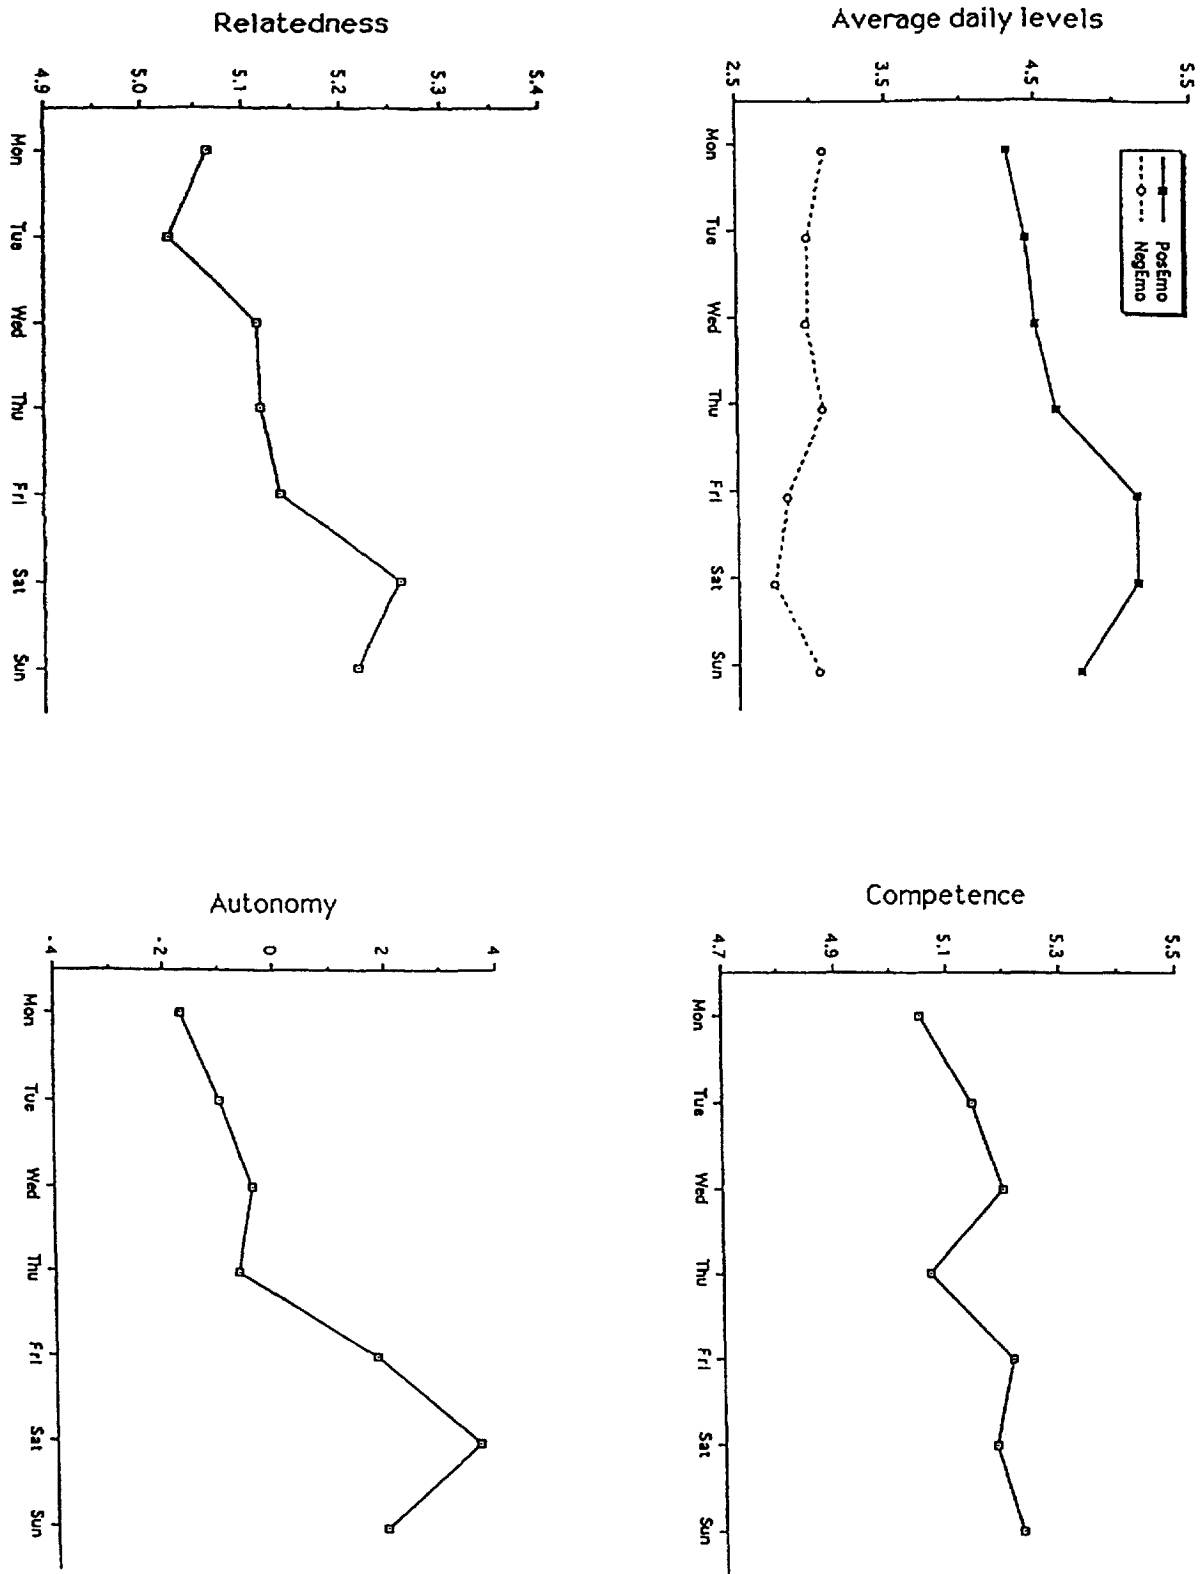 Average daily levels
5.5
4.5
3.5
2.5
PosEmo
NegEmo
Mon
Tue
Wed
Thu
Fri
Sat
Sun
Competence
5.5
5.3
5.1
4.9
4.7
Mon
Tue
Wed
Thu
Fri
Sat
Sun
Relatedness
5.4
5.3
5.2
5.1
5.0
4.9
Mon
Tue
Wed
Thu
Fri
Sat
Sun
Autonomy
4
2
0
-.2
-.4
Mon
Tue
Wed
Thu
Fri
Sat
Sun